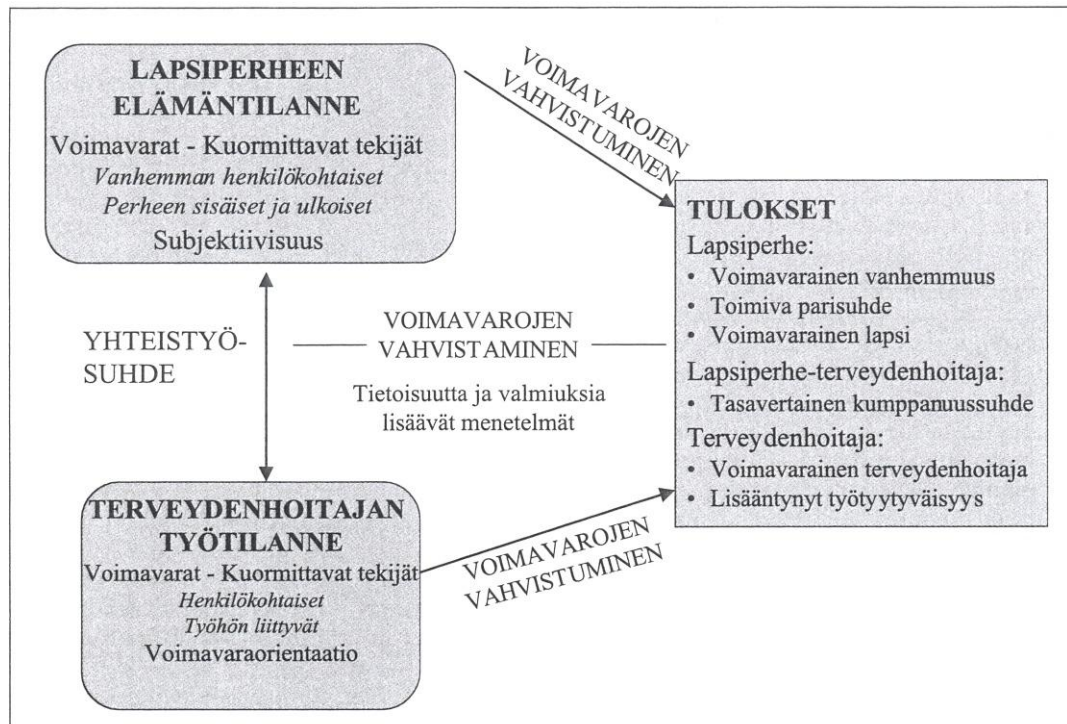 LAPSIPERHEEN
ELÄMÄNTILANNE
Voimavarat - Kuormittavat tekijät
Vanhemman henkilökohtaiset
Perheen sisäiset ja ulkoiset
Subjektiivisuus
VOIMAVAROJEN
VAHVISTUMINEN
YHTEISTYÖ-
SUHDE
VOIMAVAROJEN
VAHVISTAMINEN
Tietoisuutta ja valmiuksia
lisäävät menetelmät
TULOKSET
Lapsiperhe:
• Voimavarainen vanhemmuus
• Toimiva parisuhde
• Voimavarainen lapsi
Lapsiperhe-terveydenhoitaja:
• Tasavertainen kumppanuussuhde
Terveydenhoitaja:
• Voimavarainen terveydenhoitaja
• Lisääntynyt työtyytyväisyys
TERVEYDENHOITAJAN
TYÖTILANNE
Voimavarat - Kuormittavat tekijät
Henkilökohtaiset
Työhön liittyvät
Voimavaraorientaatio
VOIMAVAROJEN
VAHVISTUMINEN